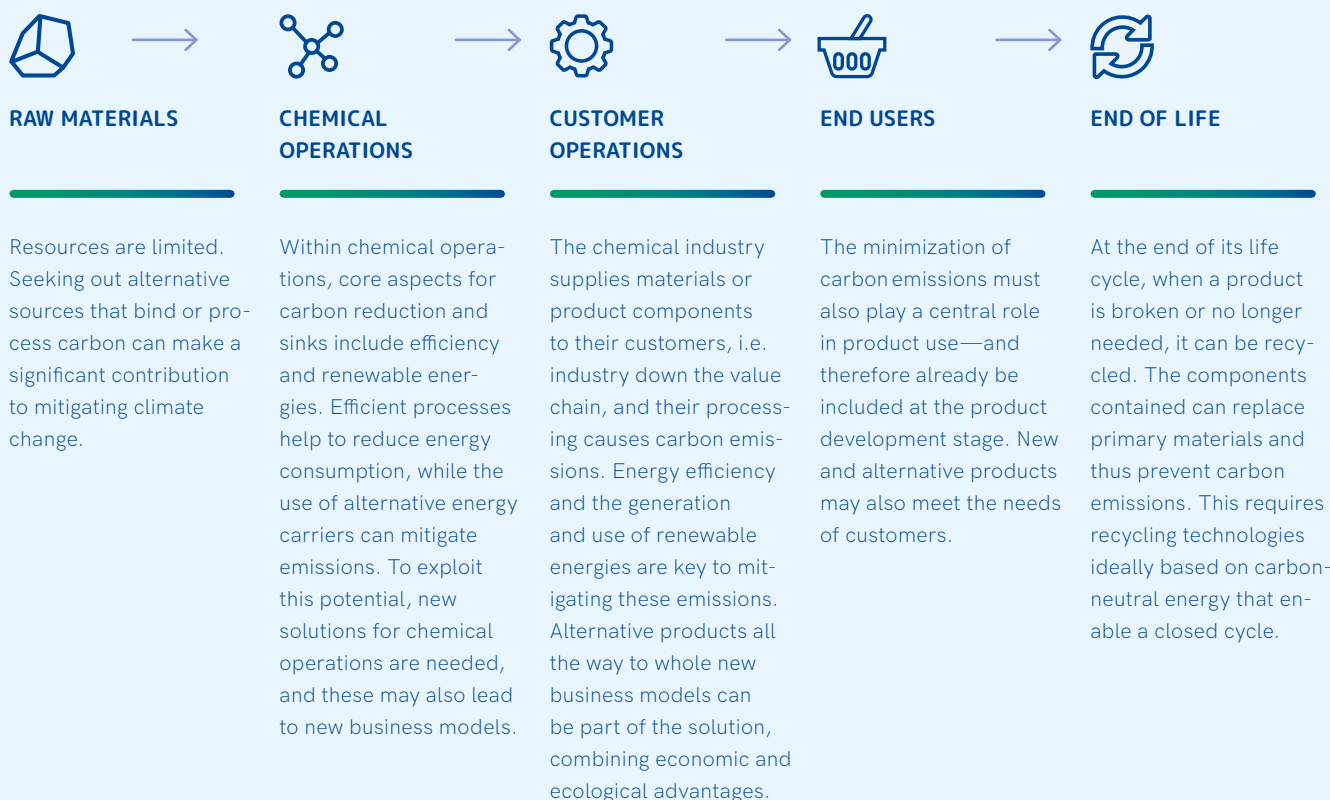 RAW MATERIALS
Resources are limited.
Seeking out alternative
sources that bind or pro-
cess carbon can make a
significant contribution
to mitigating climate
change.
CHEMICAL
OPERATIONS
Within chemical opera-
tions, core aspects for
carbon reduction and
sinks include efficiency
and renewable ener-
gies. Efficient processes
help to reduce energy
consumption, while the
use of alternative energy
carriers can mitigate
emissions. To exploit
this potential, new
solutions for chemical
operations are needed,
and these may also lead
to new business models.
CUSTOMER
OPERATIONS
The chemical industry
supplies materials or
product components
to their customers, i.e.
industry down the value
chain, and their process-
ing causes carbon emis-
sions. Energy efficiency
and the generation
and use of renewable
energies are key to mit-
igating these emissions.
Alternative products all
the way to whole new
business models can
be part of the solution,
combining economic and
ecological advantages.
END USERS
The minimization of
carbon emissions must
also play a central role
in product use—and
therefore already be
included at the product
development stage. New
and alternative products
may also meet the needs
of customers.
END OF LIFE
At the end of its life
cycle, when a product
is broken or no longer
needed, it can be recy-
cled. The components
contained can replace
primary materials and
thus prevent carbon
emissions. This requires
recycling technologies
ideally based on carbon-
neutral energy that en-
able a closed cycle.